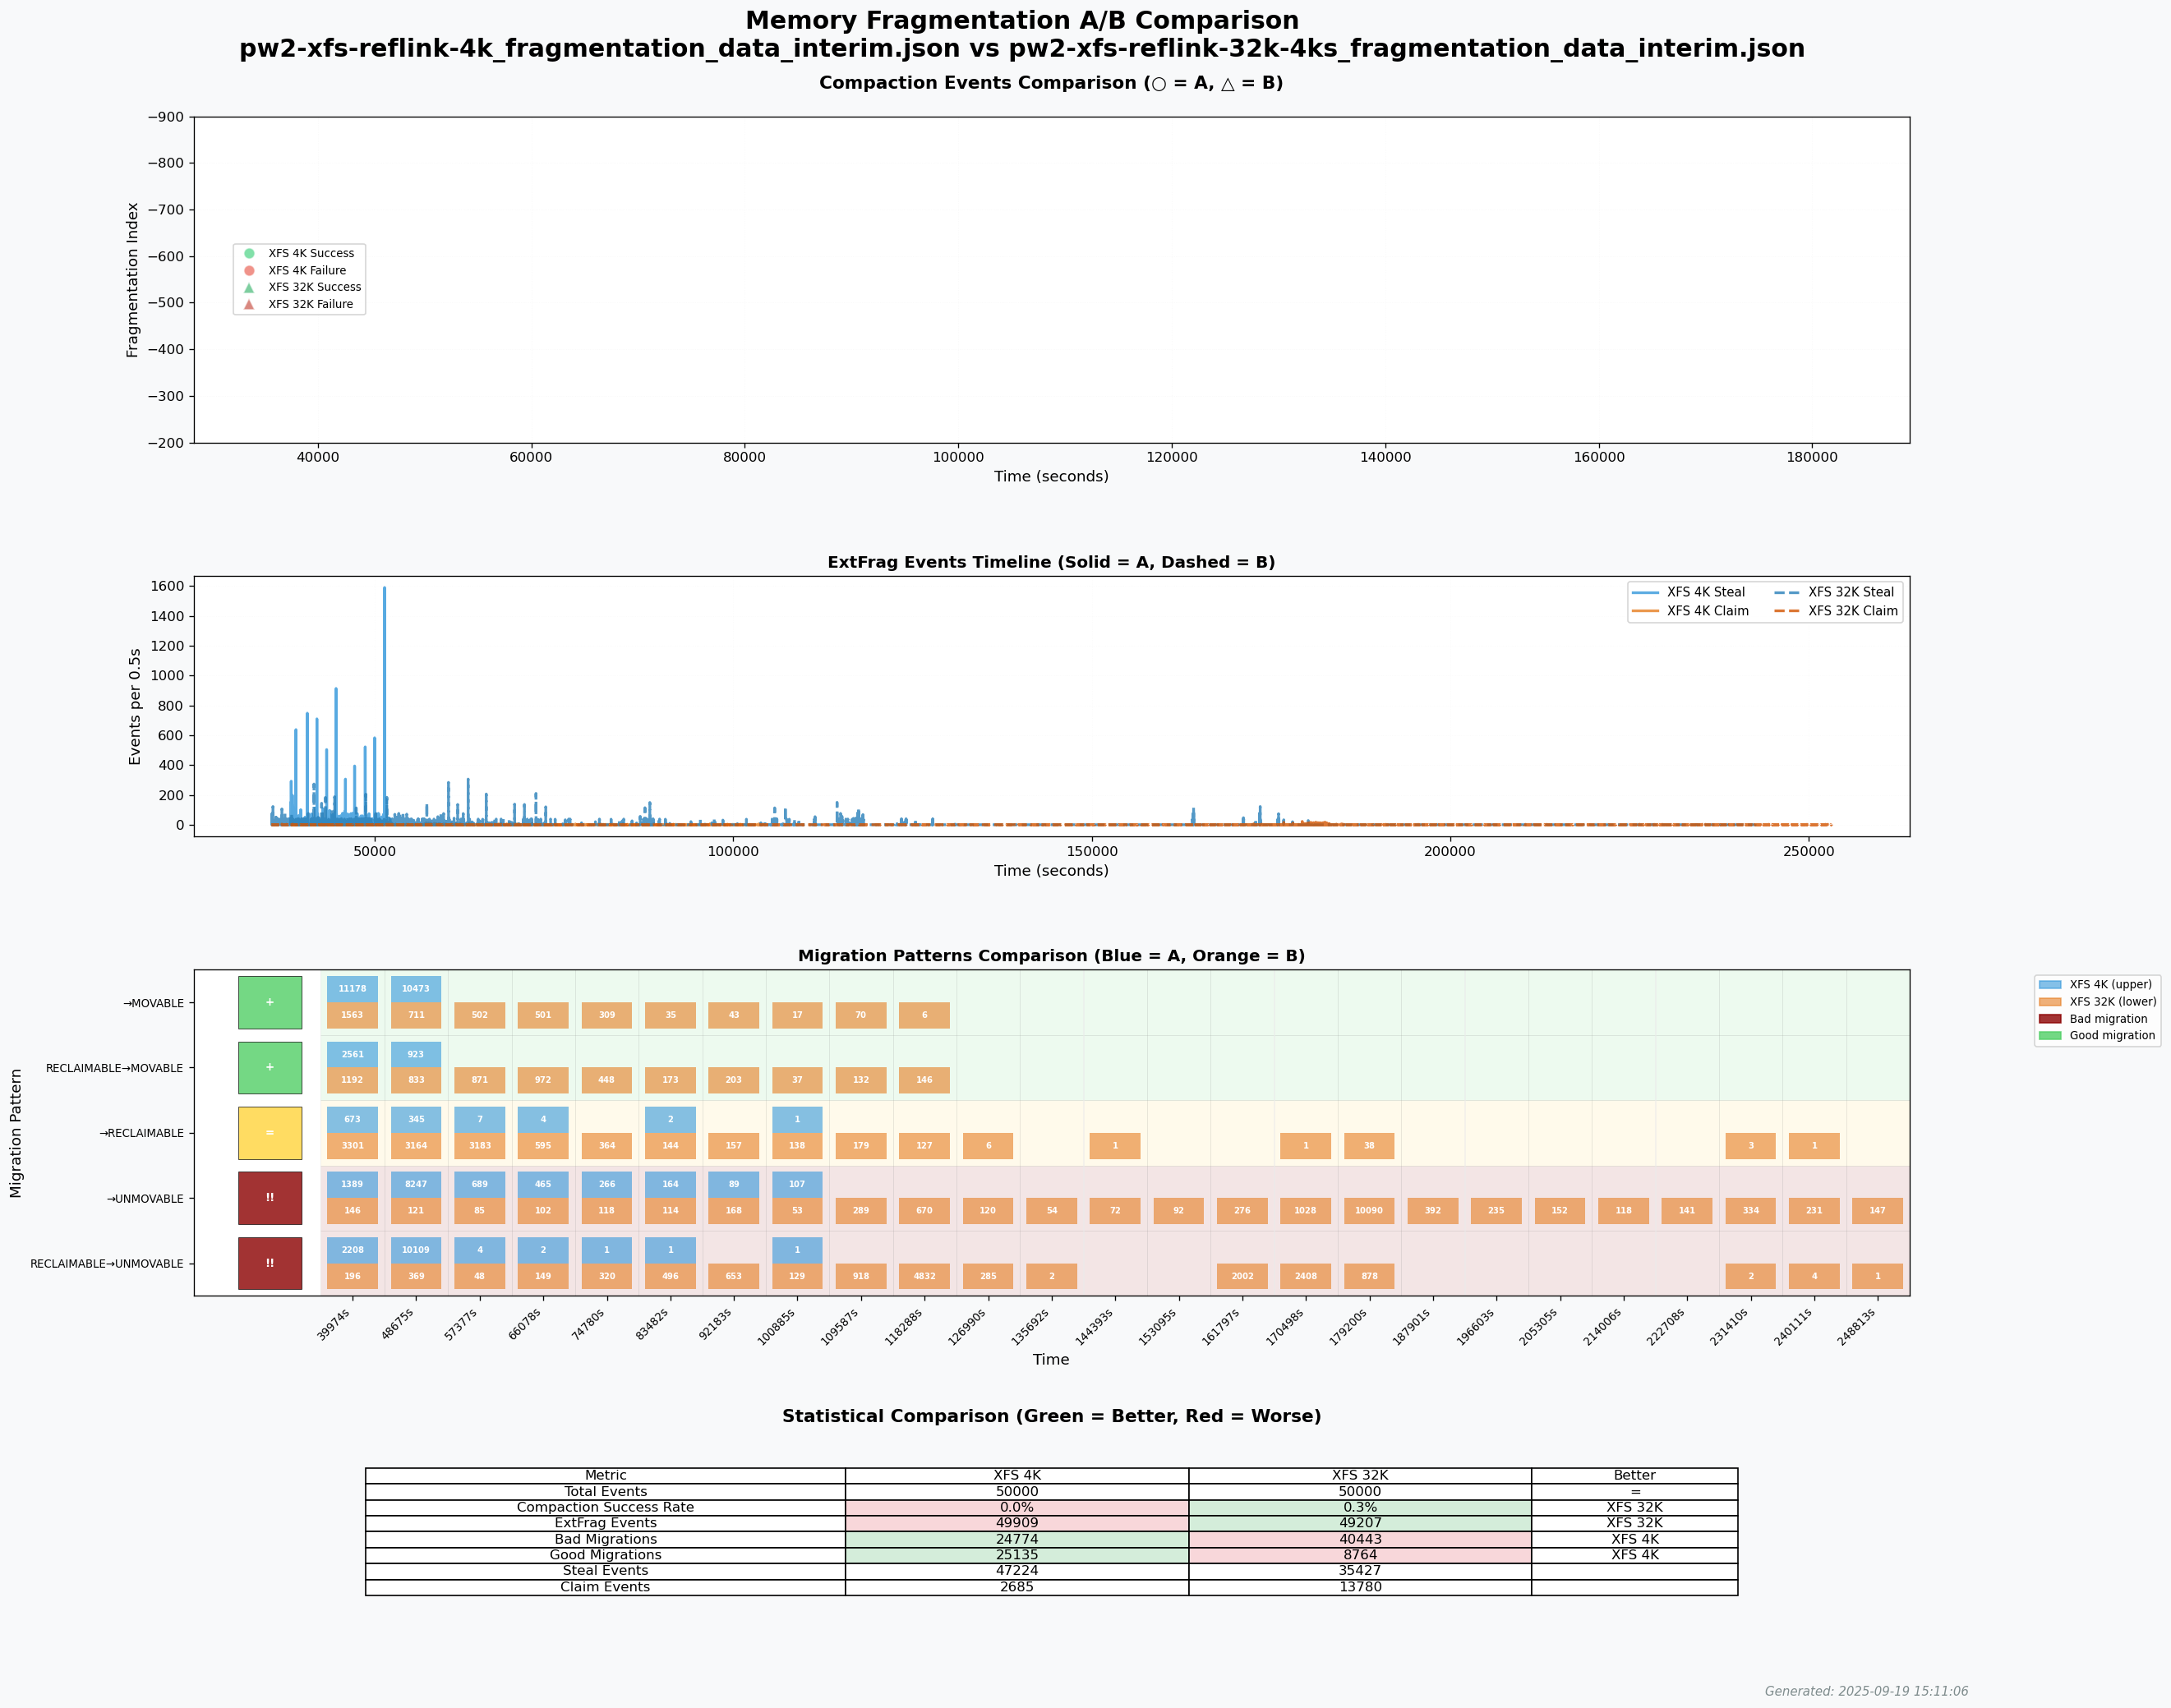 Memory Fragmentation A/B Comparison
pw2-xfs-reflink-4k_fragmentation_data_interim.json vs pw2-xfs-reflink-32k-4ks_fragmentation_data_interim.json
Compaction Events Comparison (○ = A, △ = B)
−900
−800
−700
−600
−500
−400
−300
−200
Fragmentation Index
XFS 4K Success
XFS 4K Failure
XFS 32K Success
XFS 32K Failure
40000 60000 80000 100000 120000 140000 160000 180000
Time (seconds)
ExtFrag Events Timeline (Solid = A, Dashed = B)
1600
1400
1200
1000
800
600
400
200
0
Events per 0.5s
XFS 4K Steal XFS 32K Steal
XFS 4K Claim XFS 32K Claim
50000 100000 150000 200000 250000
Time (seconds)
Migration Patterns Comparison (Blue = A, Orange = B)
Migration Pattern
XFS 4K (upper)
XFS 32K (lower)
Bad migration
Good migration
11178 10473
→MOVABLE +
1563 711 502 501 309 35 43 17 70 6
2561 923
RECLAIMABLE→MOVABLE +
1192 833 871 972 448 173 203 37 132 146
673 345 7 4 2 1
→RECLAIMABLE =
3301 3164 3183 595 364 144 157 138 179 127 6 1 1 38 3 1
1389 8247 689 465 266 164 89 107
→UNMOVABLE !!
146 121 85 102 118 114 168 53 289 670 120 54 72 92 276 1028 10090 392 235 152 118 141 334 231 147
2208 10109 4 2 1 1 1
RECLAIMABLE→UNMOVABLE !!
196 369 48 149 320 496 653 129 918 4832 285 2 2002 2408 878 2 4 1
39974s 48675s 57377s 66078s 74780s 83482s 92183s 100885s 109587s 118288s 126990s 135692s 144393s 153095s 161797s 170498s 179200s 187901s 196603s 205305s 214006s 222708s 231410s 240111s 248813s
Time
Statistical Comparison (Green = Better, Red = Worse)
Metric XFS 4K XFS 32K Better
Total Events 50000 50000 =
Compaction Success Rate 0.0% 0.3% XFS 32K
ExtFrag Events 49909 49207 XFS 32K
Bad Migrations 24774 40443 XFS 4K
Good Migrations 25135 8764 XFS 4K
Steal Events 47224 35427
Claim Events 2685 13780
Generated: 2025-09-19 15:11:06